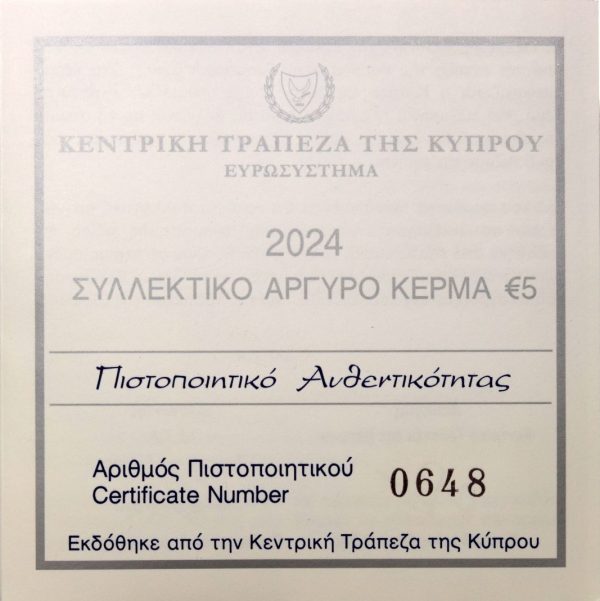 ΚΕΝΤΡΙΚΗ ΤΡΑΠΕΖΑ ΤΗΣ ΚΥΠΡΟΥ
ΕΥΡΩΣΥΣΤΗΜΑ
2024
ΣΥΛΛΕΚΤΙΚΟ ΑΡΓΥΡΟ ΚΕΡΜΑ €5
Πιστοποιητικό Αυθεντικότητας
Αριθμός Πιστοποιητικού
Certificate Number 0648
Εκδόθηκε από την Κεντρική Τράπεζα της Κύπρου